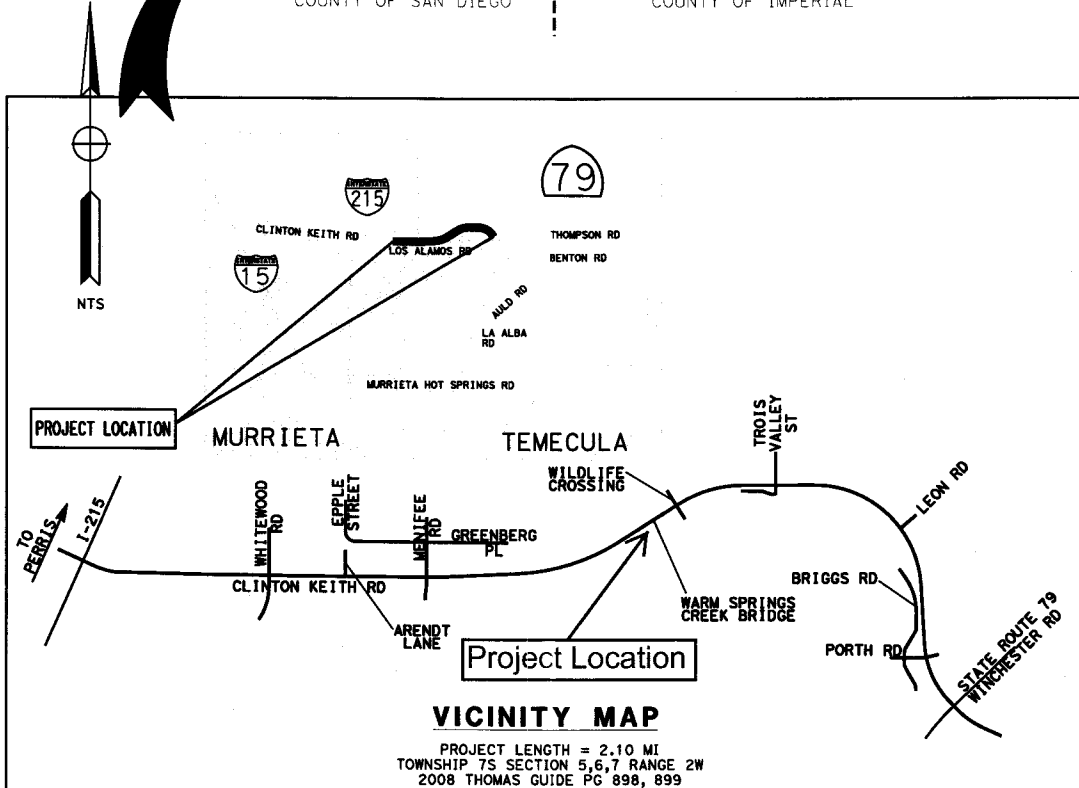 COUNTY OF SAN DIEGO
COUNTY OF IMPERIAL
NTS
79
INTERSTATE
215
CLINTON KEITH RD
LOS ALAMOS RD
THOMPSON RD
BENTON RD
INTERSTATE
15
AULD RD
LA ALBA
RD
MURRIETA HOT SPRINGS RD
PROJECT LOCATION
MURRIETA
TEMECULA
TO
PERRIS
I-215
WHITEWOOD
RD
EPPLE
STREET
MENIFEE
RD
GREENBERG
PL
WILDLIFE
CROSSING
TROIS
VALLEY
ST
LEON RD
CLINTON KEITH RD
ARENDT
LANE
WARM SPRINGS
CREEK BRIDGE
BRIGGS RD
PORTH RD
STATE ROUTE 79
WINCHESTER RD
Project Location
VICINITY MAP
PROJECT LENGTH = 2.10 MI
TOWNSHIP 7S SECTION 5,6,7 RANGE 2W
2008 THOMAS GUIDE PG 898, 899